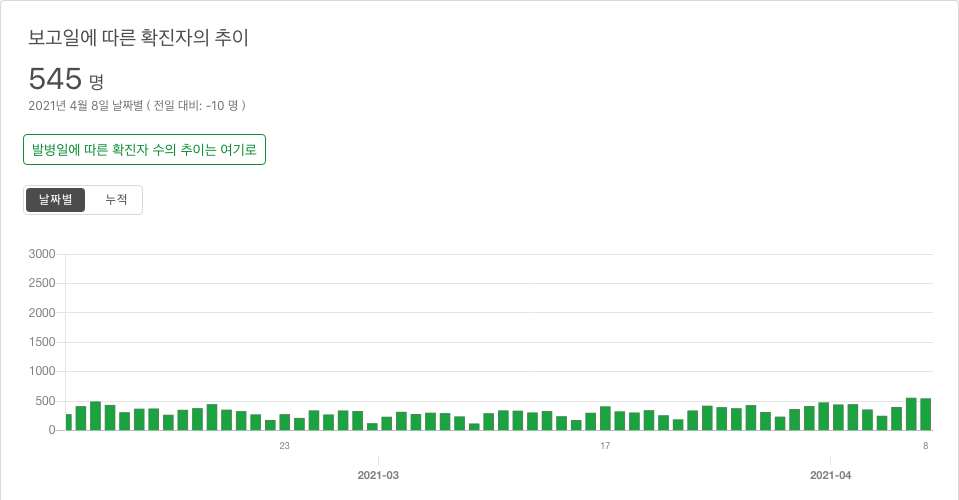 보고일에 따른 확진자의 추이
545 명
2021년 4월 8일 날짜별 ( 전일 대비: -10 명 )
발병일에 따른 확진자 수의 추이는 여기로
날짜별 누적
3000
2500
2000
1500
1000
500
0
23 17 8
2021-03 2021-04